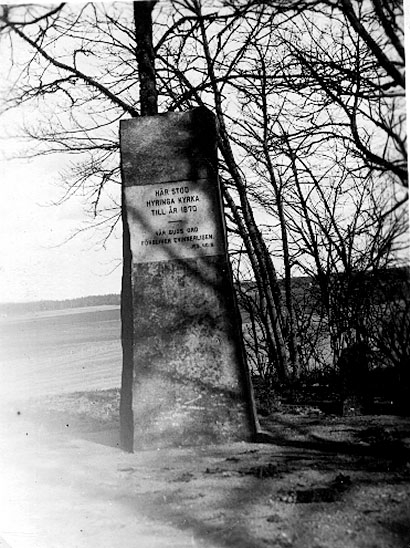 HÄR STOD
HYRINGA KYRKA
TILL ÅR 1870
VÅR GUDS ORD
FÖRBLIVER EVINNERLIGEN.